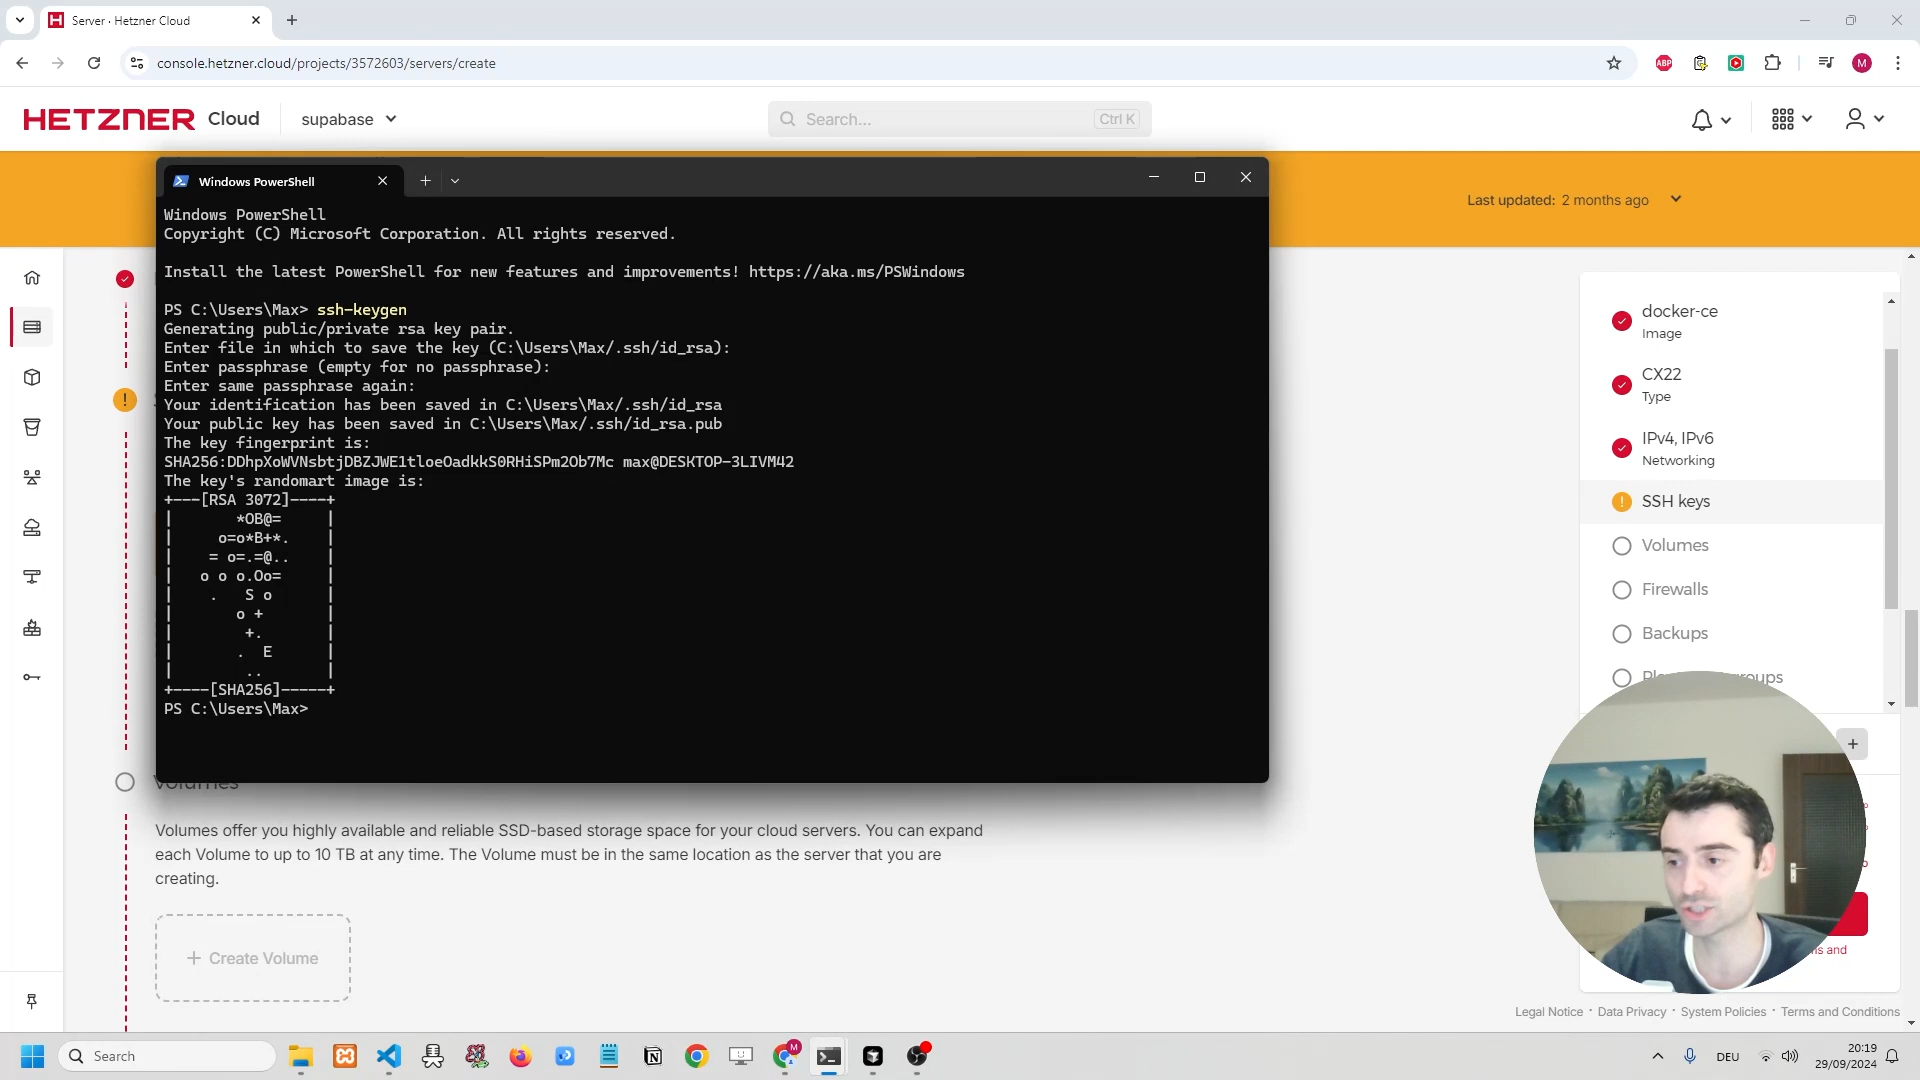 Server · Hetzner Cloud
console.hetzner.cloud/projects/3572603/servers/create
ABP
M
HETZNER Cloud
supabase
Search...
Ctrl K
Last updated: 2 months ago
Windows PowerShell
Windows PowerShell
Copyright (C) Microsoft Corporation. All rights reserved.
Install the latest PowerShell for new features and improvements! https://aka.ms/PSWindows
PS C:\Users\Max> ssh-keygen
Generating public/private rsa key pair.
Enter file in which to save the key (C:\Users\Max/.ssh/id_rsa):
Enter passphrase (empty for no passphrase):
Enter same passphrase again:
Your identification has been saved in C:\Users\Max/.ssh/id_rsa
Your public key has been saved in C:\Users\Max/.ssh/id_rsa.pub
The key fingerprint is:
SHA256:DDhpXoWVNsbtjDBZJWE1tloeOadkkS0RHiSPm2Ob7Mc max@DESKTOP-3LIVM42
The key's randomart image is:
+---[RSA 3072]----+
|       *OB@=     |
|     o=o*B+*.    |
|    = o=.=@..    |
|   o o o.Oo=     |
|    .   S o      |
|       o +       |
|        +.       |
|       .  E      |
|        ..       |
+----[SHA256]-----+
PS C:\Users\Max>
docker-ce
Image
CX22
Type
IPv4, IPv6
Networking
SSH keys
Volumes
Firewalls
Backups
Volumes
Volumes offer you highly available and reliable SSD-based storage space for your cloud servers. You can expand
each Volume to up to 10 TB at any time. The Volume must be in the same location as the server that you are
creating.
+ Create Volume
and
Legal Notice · Data Privacy · System Policies · Terms and Conditions
Search
M
DEU
20:19
29/09/2024